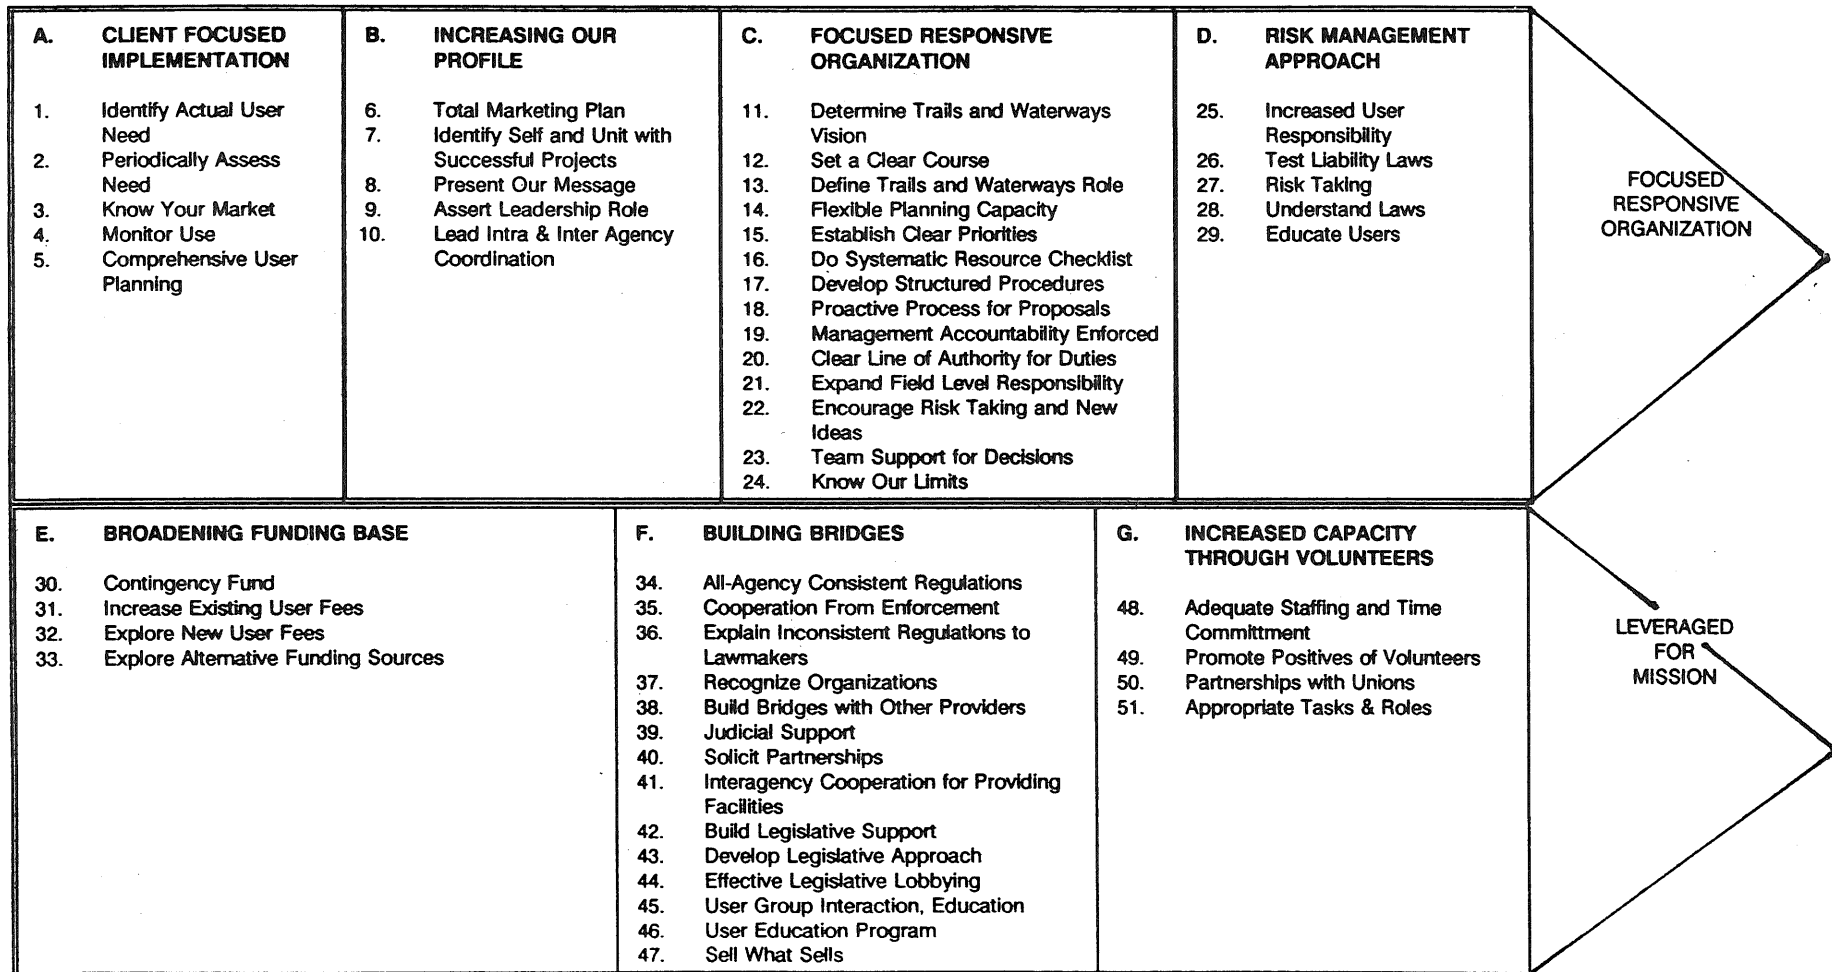 A. CLIENT FOCUSED
IMPLEMENTATION
1. Identify Actual User
Need
2. Periodically Assess
Need
3. Know Your Market
4. Monitor Use
5. Comprehensive User
Planning
B. INCREASING OUR
PROFILE
6. Total Marketing Plan
7. Identify Self and Unit with
Successful Projects
8. Present Our Message
9. Assert Leadership Role
10. Lead Intra & Inter Agency
Coordination
C. FOCUSED RESPONSIVE
ORGANIZATION
11. Determine Trails and Waterways
Vision
12. Set a Clear Course
13. Define Trails and Waterways Role
14. Flexible Planning Capacity
15. Establish Clear Priorities
16. Do Systematic Resource Checklist
17. Develop Structured Procedures
18. Proactive Process for Proposals
19. Management Accountability Enforced
20. Clear Line of Authority for Duties
21. Expand Field Level Responsibility
22. Encourage Risk Taking and New
Ideas
23. Team Support for Decisions
24. Know Our Limits
D. RISK MANAGEMENT
APPROACH
25. Increased User
Responsibility
26. Test Liability Laws
27. Risk Taking
28. Understand Laws
29. Educate Users
FOCUSED
RESPONSIVE
ORGANIZATION
E. BROADENING FUNDING BASE
30. Contingency Fund
31. Increase Existing User Fees
32. Explore New User Fees
33. Explore Alternative Funding Sources
F. BUILDING BRIDGES
34. All-Agency Consistent Regulations
35. Cooperation From Enforcement
36. Explain Inconsistent Regulations to
Lawmakers
37. Recognize Organizations
38. Build Bridges with Other Providers
39. Judicial Support
40. Solicit Partnerships
41. Interagency Cooperation for Providing
Facilities
42. Build Legislative Support
43. Develop Legislative Approach
44. Effective Legislative Lobbying
45. User Group Interaction, Education
46. User Education Program
47. Sell What Sells
G. INCREASED CAPACITY
THROUGH VOLUNTEERS
48. Adequate Staffing and Time
Committment
49. Promote Positives of Volunteers
50. Partnerships with Unions
51. Appropriate Tasks & Roles
LEVERAGED
FOR
MISSION